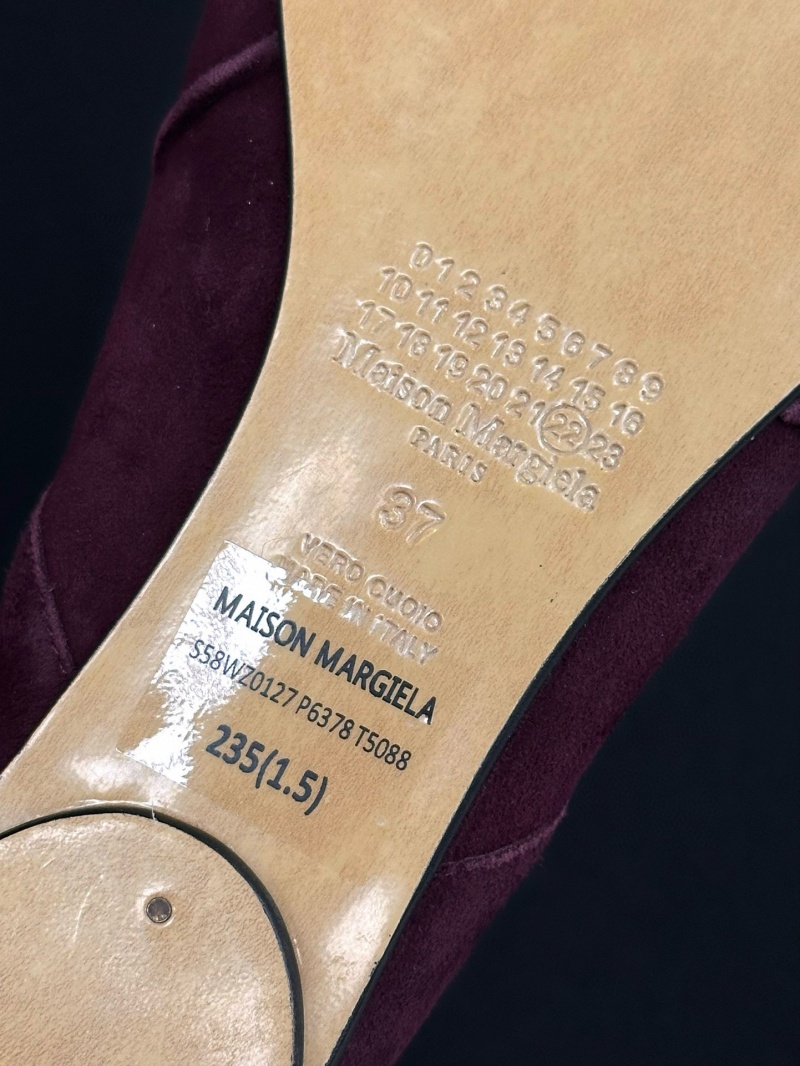 0 1 2 3 4 5 6 7 8 9
10 11 12 13 14 15 16
17 18 19 20 21 22 23
Maison Margiela
PARIS
37
VERO CUOIO
MADE IN ITALY
MAISON MARGIELA
S58WZ0127 P6378 T5088
235(1.5)